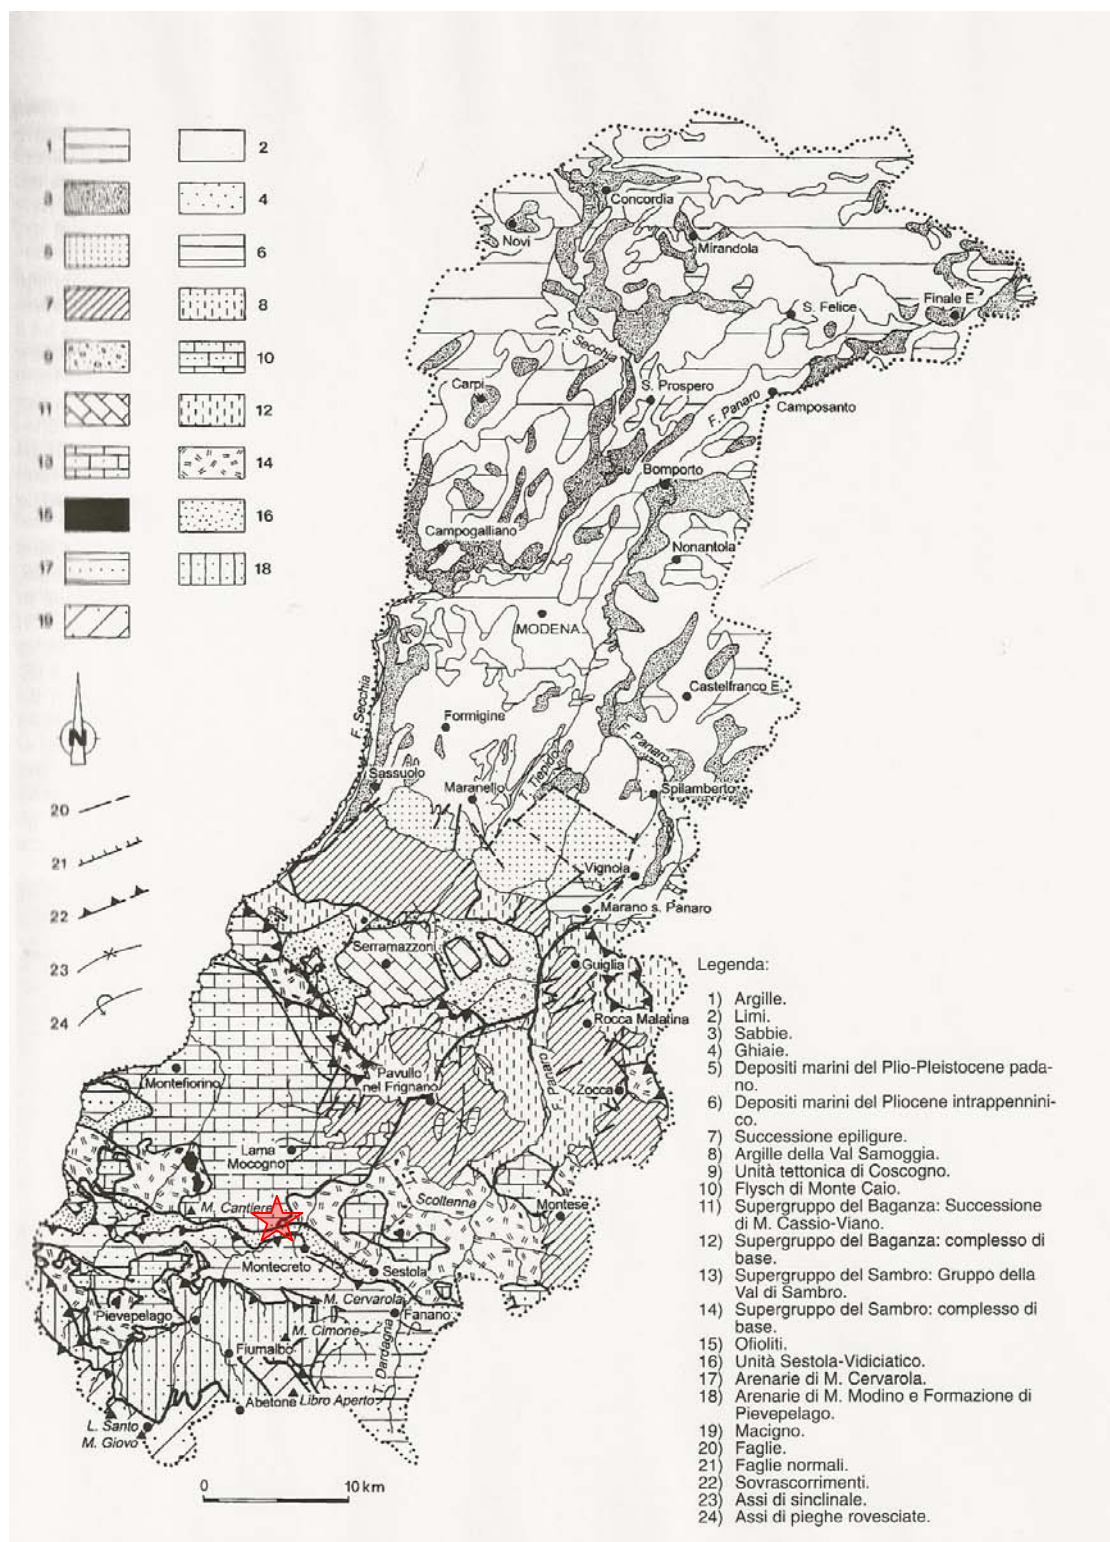 1
2
3
4
5
6
7
8
9
10
11
12
13
14
15
16
17
18
19
Concordia
Novi
Mirandola
Finale E.
S. Felice
Secchia
Carpi
S. Prospero
F. Panaro
Camposanto
Bomporto
Campogalliano
Nonantola
MODENA
Castelfranco E.
F. Secchia
Formigine
F. Panaro
T. Tiepido
Sassuolo
Maranello
Spilamberto
Vignola
Marano s. Panaro
N
20
21
22
23
24
Serramazzoni
Guiglia
Rocca Malatina
F. Panaro
Montefiorino
Pavullo
nel Frignano
Zocca
Lama
Mocogno
Scoltenna
M. Cantiere
Montese
Montecreto
Sestola
M. Cervarola
Pievepelago
Fanano
M. Cimone
Fiumalbo
T. Dardagna
Abetone
Libro Aperto
L. Santo
M. Giovo
0
10 km
Legenda:
1) Argille.
2) Limi.
3) Sabbie.
4) Ghiaie.
5) Depositi marini del Plio-Pleistocene pada-
no.
6) Depositi marini del Pliocene intrappennini-
co.
7) Successione epiligure.
8) Argille della Val Samoggia.
9) Unità tettonica di Coscogno.
10) Flysch di Monte Caio.
11) Supergruppo del Baganza: Successione
di M. Cassio-Viano.
12) Supergruppo del Baganza: complesso di
base.
13) Supergruppo del Sambro: Gruppo della
Val di Sambro.
14) Supergruppo del Sambro: complesso di
base.
15) Ofioliti.
16) Unità Sestola-Vidiciatico.
17) Arenarie di M. Cervarola.
18) Arenarie di M. Modino e Formazione di
Pievepelago.
19) Macigno.
20) Faglie.
21) Faglie normali.
22) Sovrascorrimenti.
23) Assi di sinclinale.
24) Assi di pieghe rovesciate.